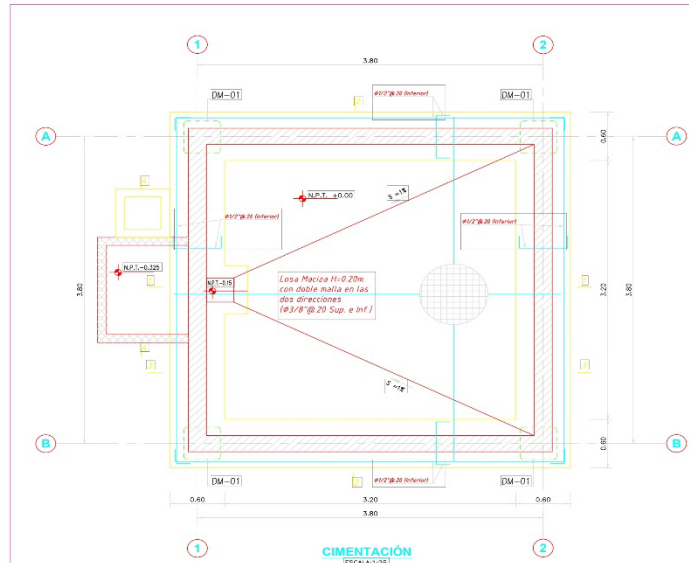 1
2
3.80
DM-01
Ø1/2"@.20 (Inferior)
DM-01
A
A
0.60
N.P.T. ±0.00
S =1%
Ø1/2"@.20 (Inferior)
Ø1/2"@.20 (Inferior)
N.P.T.-0.325
N.P.T.-0.15
Losa Maciza H=0.20m
con doble malla en las
dos direcciones
(Ø3/8"@.20 Sup. e Inf.)
3.80
3.20
3.80
S =1%
B
B
0.60
DM-01
Ø1/2"@.20 (Inferior)
DM-01
0.60
3.20
0.60
3.80
1
2
CIMENTACIÓN
ESCALA:1:25